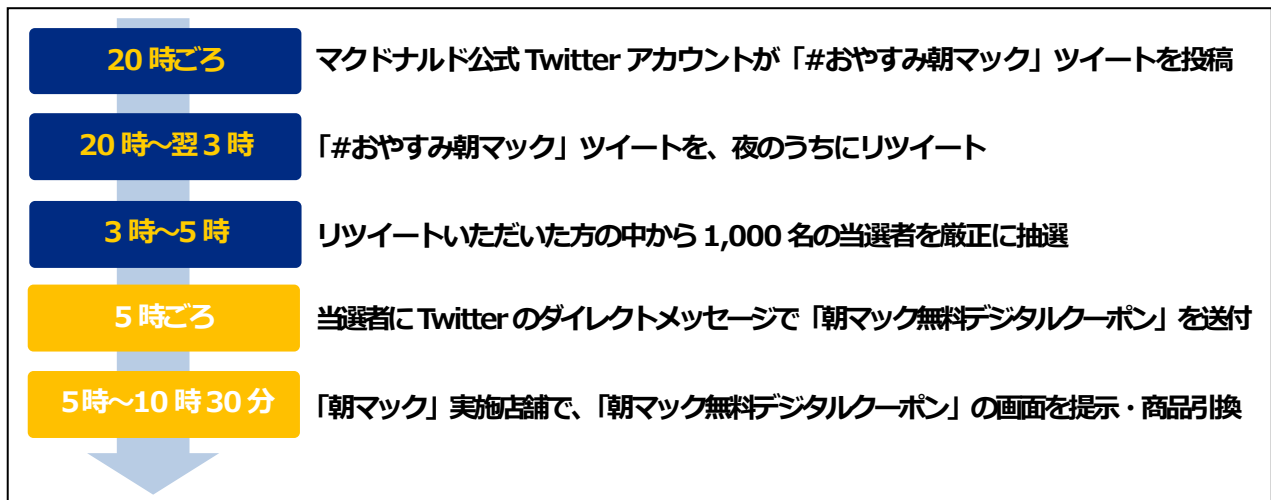 20時ごろ マクドナルド公式Twitterアカウントが「#おやすみ朝マック」ツイートを投稿
20時～翌3時 「#おやすみ朝マック」ツイートを、夜のうちにリツイート
3時～5時 リツイートいただいた方の中から1,000名の当選者を厳正に抽選
5時ごろ 当選者にTwitterのダイレクトメッセージで「朝マック無料デジタルクーポン」を送付
5時～10時30分 「朝マック」実施店舗で、「朝マック無料デジタルクーポン」の画面を提示・商品引換